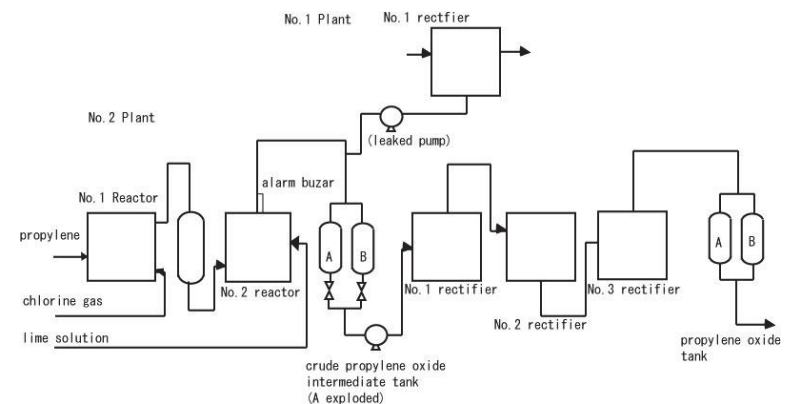 No.1 Plant
No.1 rectfier
(leaked pump)
No.2 Plant
alarm buzar
No.1 Reactor
propylene
A
B
No.2 reactor
chlorine gas
lime solution
No.1 rectifier
No.2 rectifier
No.3 rectifier
A
B
crude propylene oxide
intermediate tank
(A exploded)
propylene oxide
tank